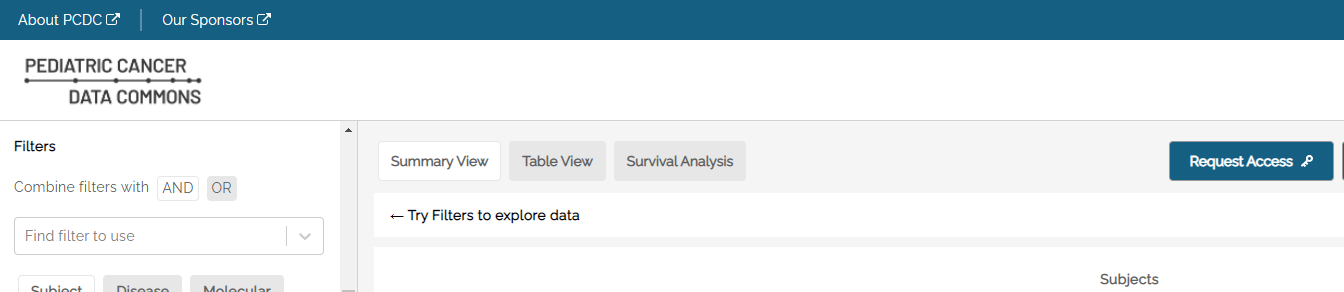 About PCDC Our Sponsors
PEDIATRIC CANCER
DATA COMMONS
Filters
Combine filters with AND OR
Find filter to use
Subject Disease Molecular
Summary View Table View Survival Analysis Request Access
← Try Filters to explore data
Subjects